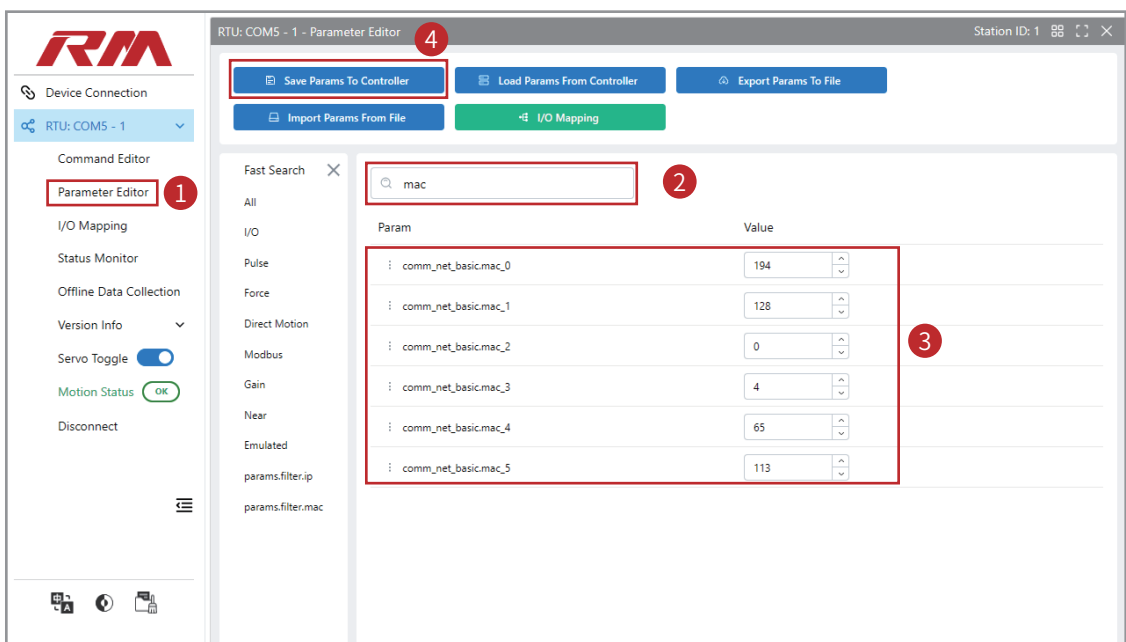 RM
RTU: COM5 - 1 - Parameter Editor
4
Station ID: 1
Save Params To Controller
Load Params From Controller
Export Params To File
Import Params From File
I/O Mapping
Device Connection
RTU: COM5 - 1
Command Editor
Parameter Editor
1
I/O Mapping
Status Monitor
Offline Data Collection
Version Info
Servo Toggle
Motion Status OK
Disconnect
中 A
Fast Search
All
I/O
Pulse
Force
Direct Motion
Modbus
Gain
Near
Emulated
params.filter.ip
params.filter.mac
mac
2
Param Value
comm_net_basic.mac_0 194
comm_net_basic.mac_1 128
comm_net_basic.mac_2 0
comm_net_basic.mac_3 4
comm_net_basic.mac_4 65
comm_net_basic.mac_5 113
3